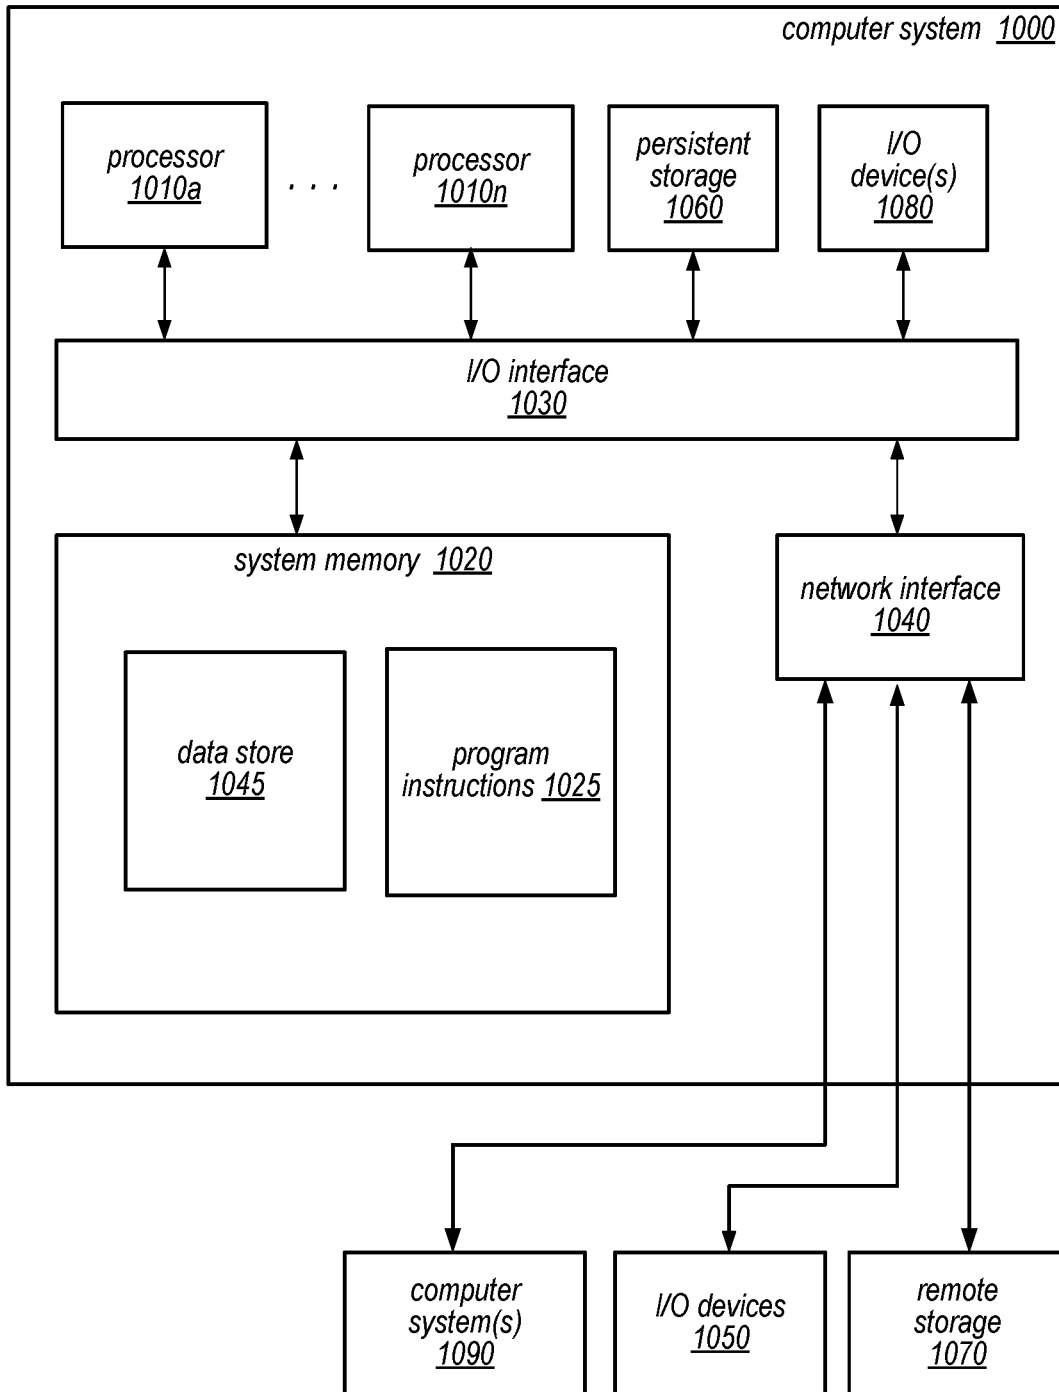 computer system 1000
processor
1010a
. . .
processor
1010n
persistent
storage
1060
I/O
device(s)
1080
I/O interface
1030
system memory 1020
network interface
1040
data store
1045
program
instructions 1025
computer
system(s)
1090
I/O devices
1050
remote
storage
1070